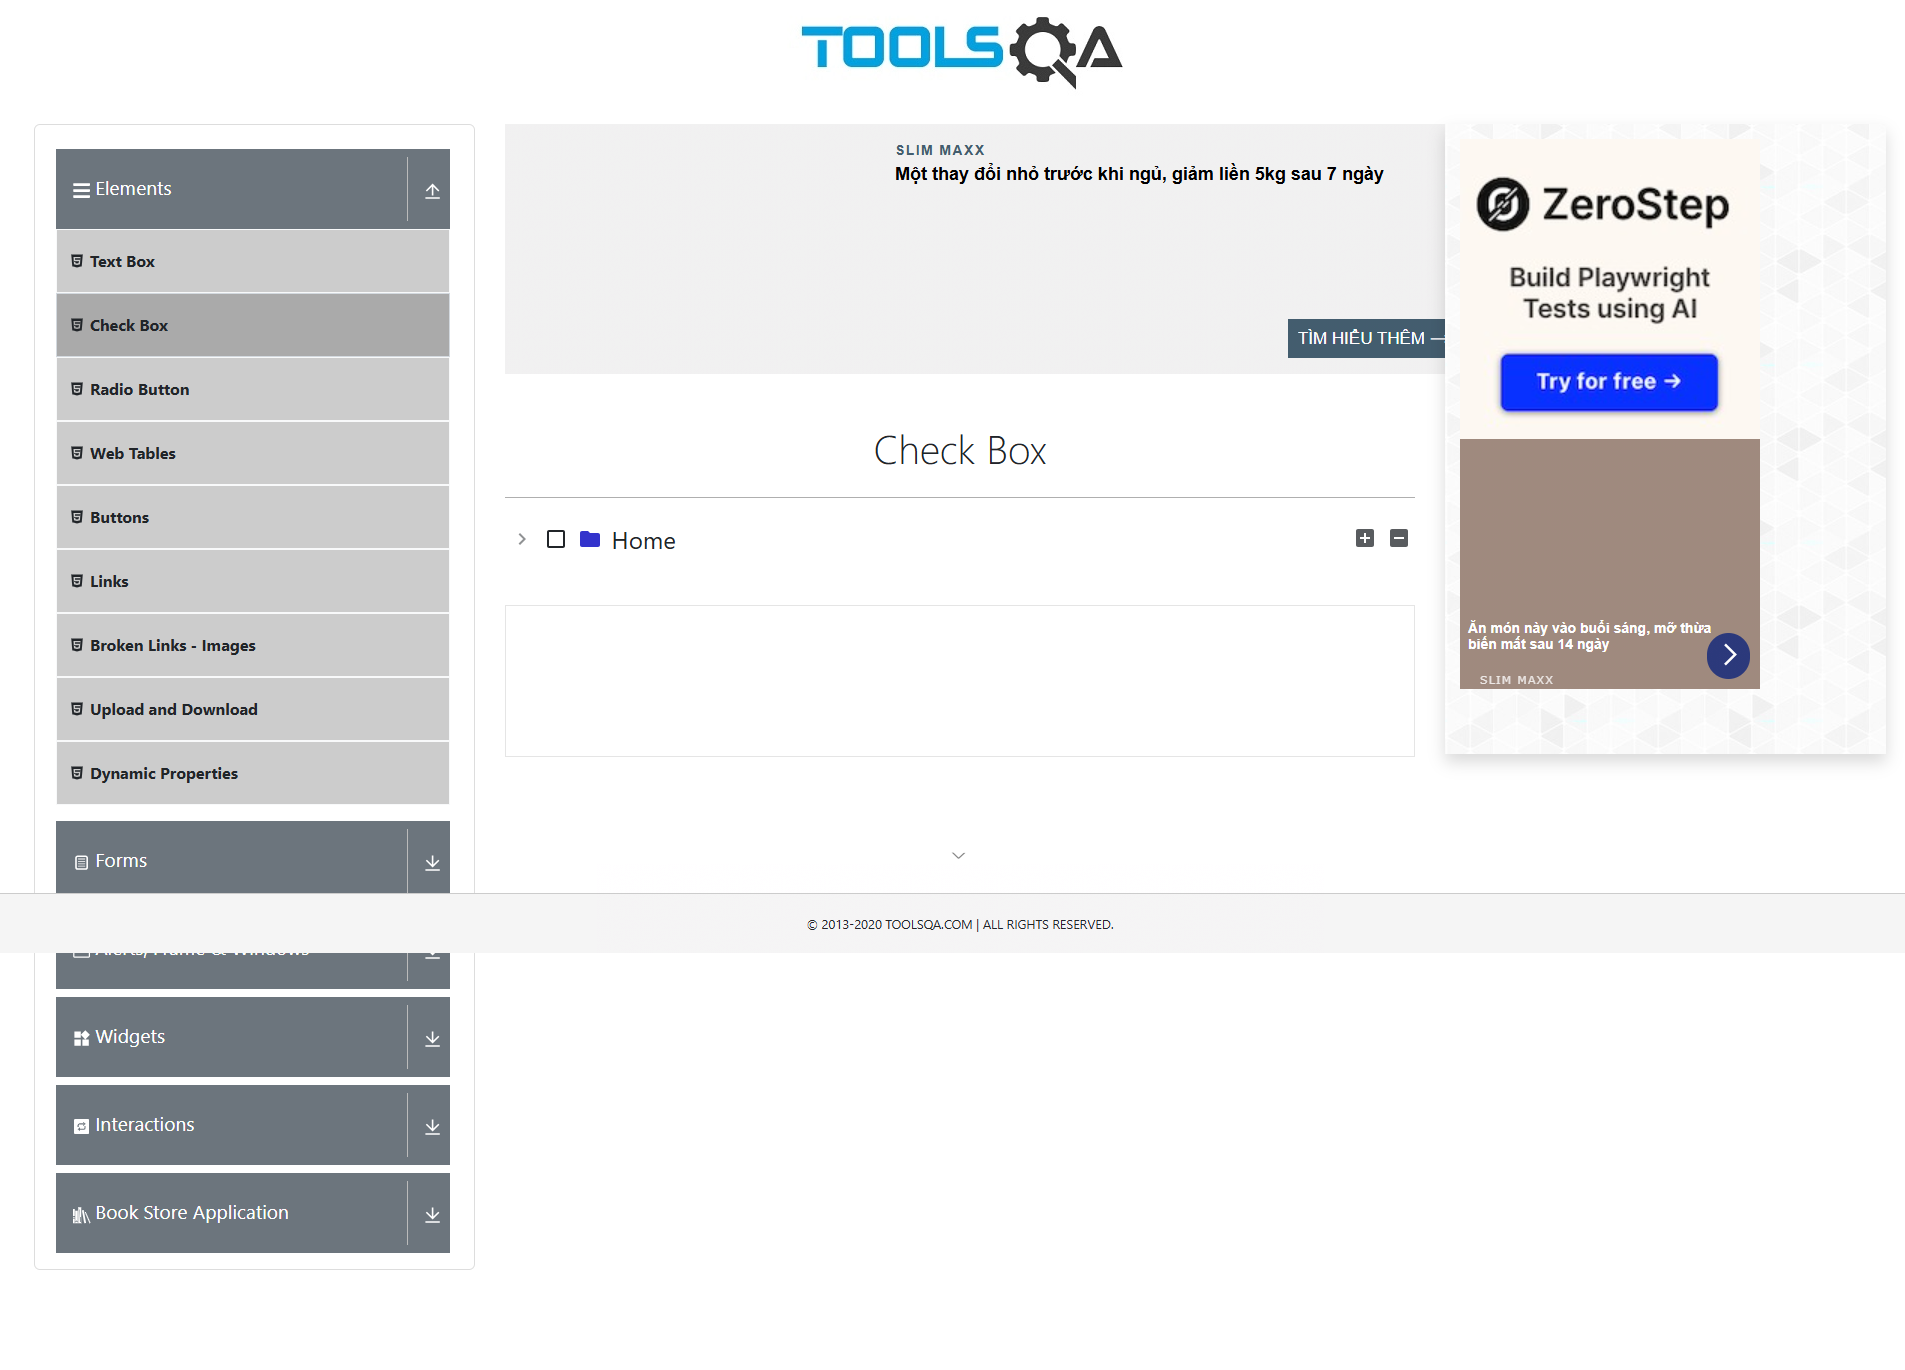 TOOLSQA
Elements
Text Box
Check Box
Radio Button
Web Tables
Buttons
Links
Broken Links - Images
Upload and Download
Dynamic Properties
Forms
Alerts, Frame & Windows
Widgets
Interactions
Book Store Application
SLIM MAXX
Một thay đổi nhỏ trước khi ngủ, giảm liền 5kg sau 7 ngày
TÌM HIỂU THÊM
Check Box
Home
ZeroStep
Build Playwright
Tests using AI
Try for free →
Ăn món này vào buổi sáng, mỡ thừa
biến mất sau 14 ngày
SLIM MAXX
© 2013-2020 TOOLSQA.COM | ALL RIGHTS RESERVED.